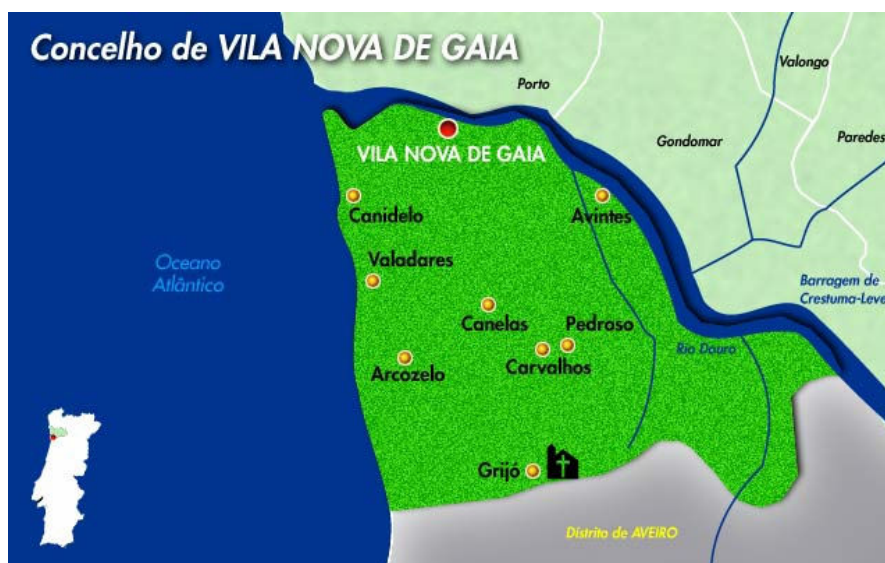 Concelho de VILA NOVA DE GAIA
Valongo
Porto
Gondomar
Paredes
VILA NOVA DE GAIA
Canidelo
Avintes
Oceano
Atlântico
Valadares
Barragem de
Crestuma-Leve
Canelas
Pedroso
Rio Douro
Carvalhos
Arcozelo
Grijó
Distrito de AVEIRO